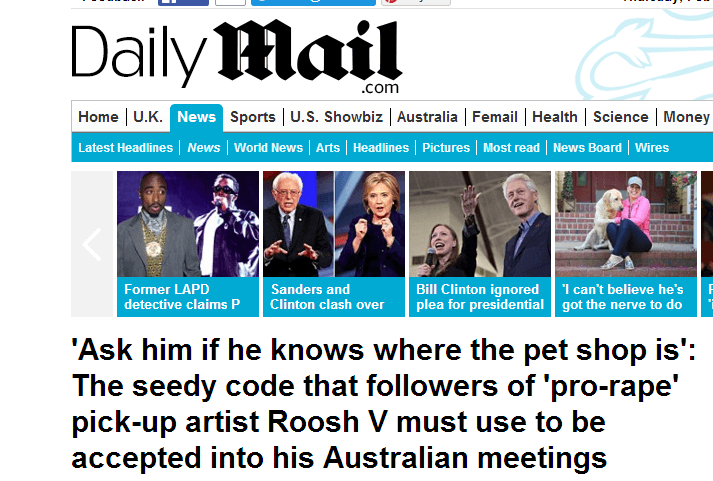 Daily Mail
.com
Home | U.K. | News | Sports | U.S. Showbiz | Australia | Femail | Health | Science | Money
Latest Headlines | News | World News | Arts | Headlines | Pictures | Most read | News Board | Wires
Former LAPD
detective claims P
Sanders and
Clinton clash over
Bill Clinton ignored
plea for presidential
'I can't believe he's
got the nerve to do
'Ask him if he knows where the pet shop is':
The seedy code that followers of 'pro-rape'
pick-up artist Roosh V must use to be
accepted into his Australian meetings